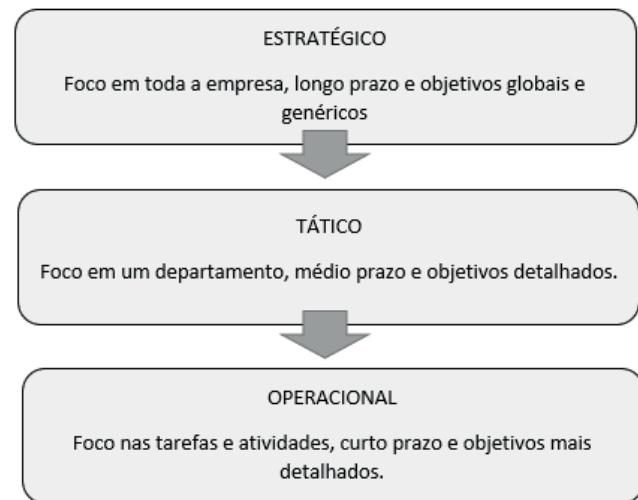 ESTRATÉGICO
Foco em toda a empresa, longo prazo e objetivos globais e
genéricos
TÁTICO
Foco em um departamento, médio prazo e objetivos detalhados.
OPERACIONAL
Foco nas tarefas e atividades, curto prazo e objetivos mais
detalhados.